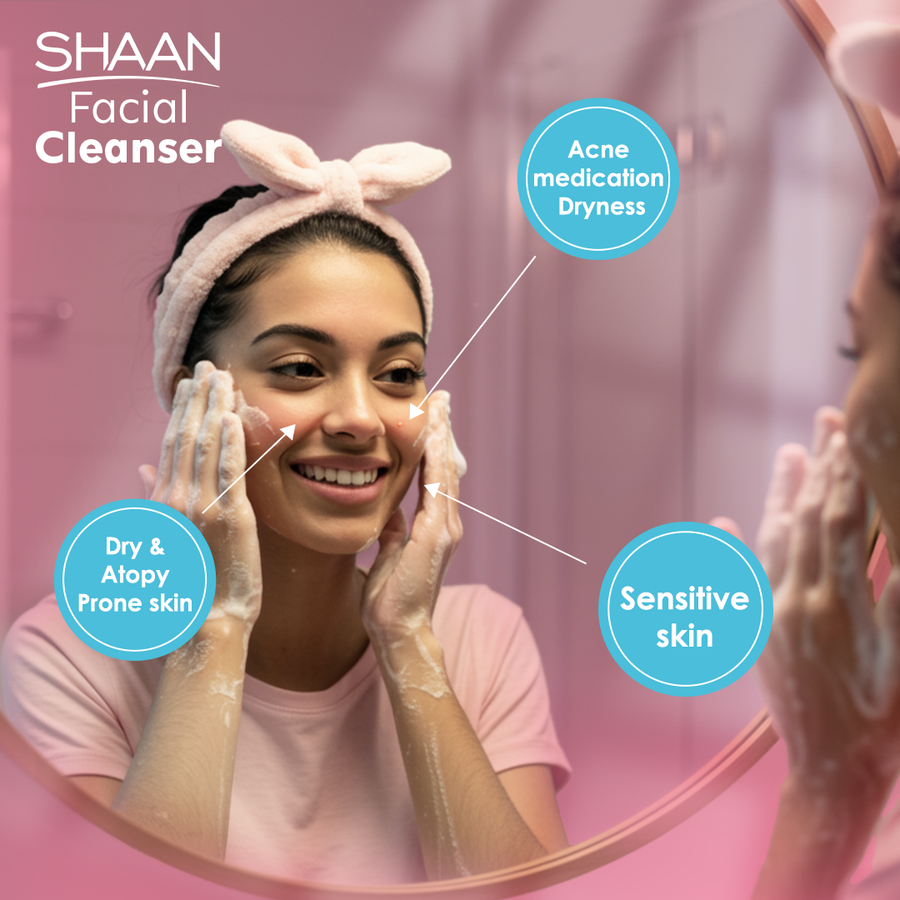 SHAAN
Facial
Cleanser
Acne
medication
Dryness
Dry &
Atopy
Prone skin
Sensitive
skin